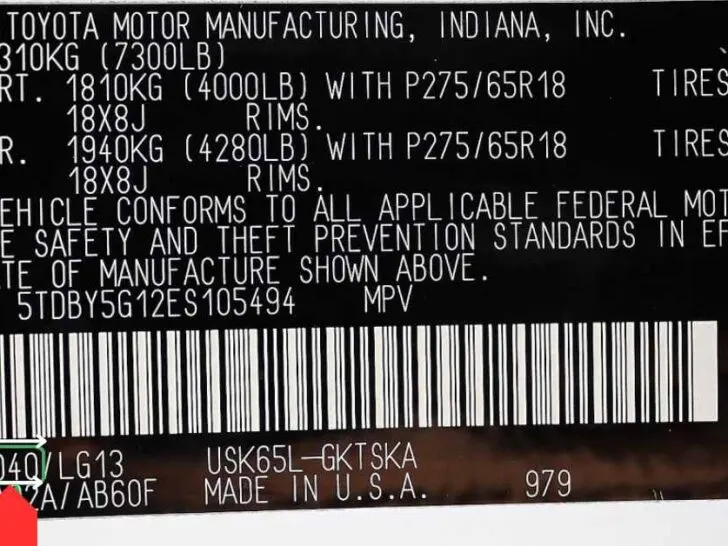 TOYOTA MOTOR MANUFACTURING, INDIANA, INC.
310KG (7300LB)
RT. 1810KG (4000LB) WITH P275/65R18 TIRES
18X8J RIMS.
R. 1940KG (4280LB) WITH P275/65R18 TIRES
18X8J RIMS.
EHICLE CONFORMS TO ALL APPLICABLE FEDERAL MOT
E SAFETY AND THEFT PREVENTION STANDARDS IN EF
TE OF MANUFACTURE SHOWN ABOVE.
5TDBY5G12ES105494 MPV
04Q/LG13 USK65L-GKTSKA
2A/AB60F MADE IN U.S.A. 979